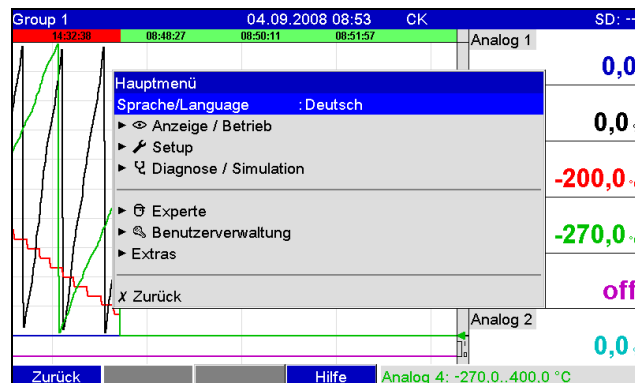 Group 1 04.09.2008 08:53 CK SD: --
14:32:38 08:48:27 08:50:11 08:51:57
Analog 1
0,0
Hauptmenü
Sprache/Language : Deutsch
0,0
Anzeige / Betrieb
Setup
Diagnose / Simulation
-200,0
Experte
-270,0
Benutzerverwaltung
Extras
off
X Zurück
Analog 2
0,0
Zurück Hilfe Analog 4: -270,0..400,0 °C